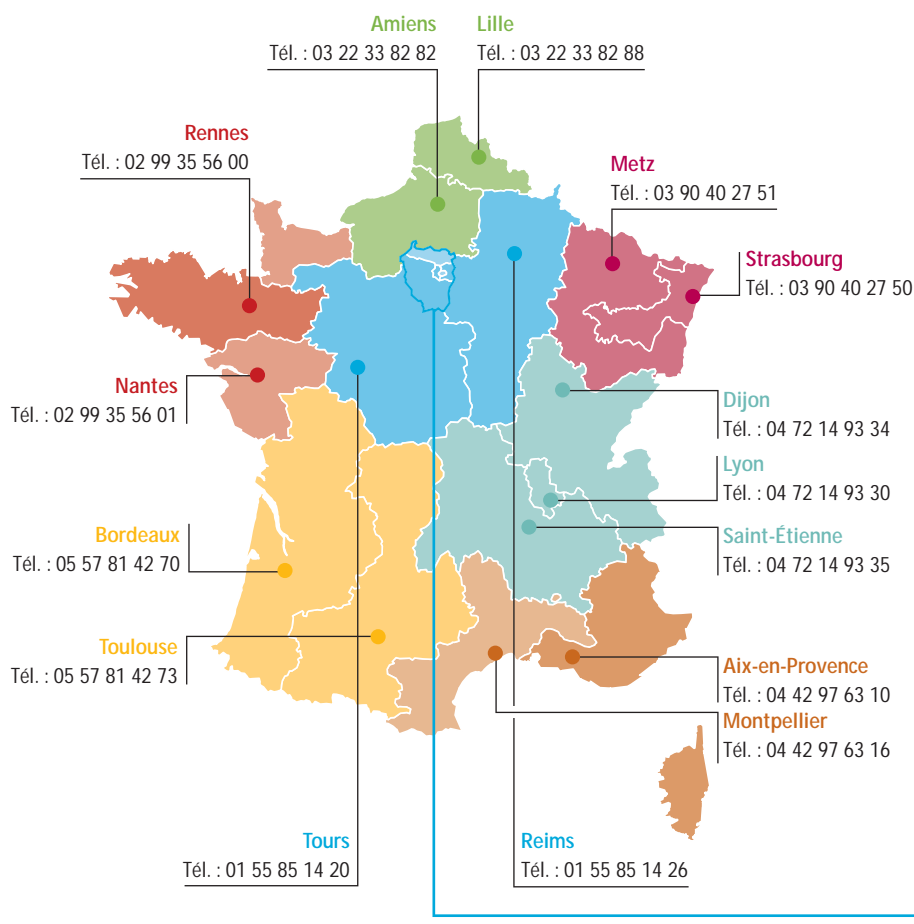 Amiens
Tél. : 03 22 33 82 82
Lille
Tél. : 03 22 33 82 88
Rennes
Tél. : 02 99 35 56 00
Metz
Tél. : 03 90 40 27 51
Strasbourg
Tél. : 03 90 40 27 50
Nantes
Tél. : 02 99 35 56 01
Dijon
Tél. : 04 72 14 93 34
Lyon
Tél. : 04 72 14 93 30
Bordeaux
Tél. : 05 57 81 42 70
Saint-Étienne
Tél. : 04 72 14 93 35
Toulouse
Tél. : 05 57 81 42 73
Aix-en-Provence
Tél. : 04 42 97 63 10
Montpellier
Tél. : 04 42 97 63 16
Tours
Tél. : 01 55 85 14 20
Reims
Tél. : 01 55 85 14 26